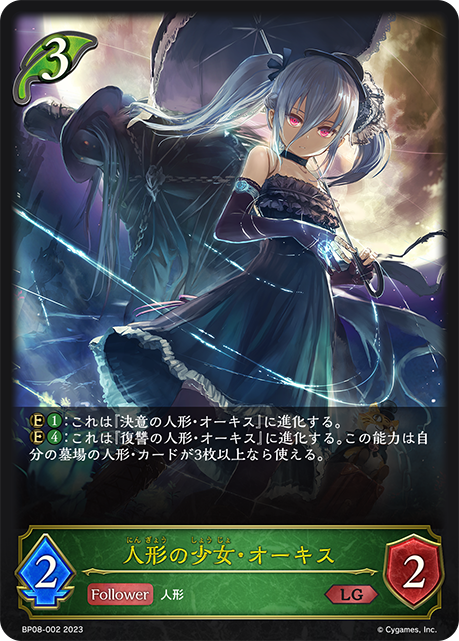 3
E 1：これは『決意の人形・オーキス』に進化する。
E 4：これは『復讐の人形・オーキス』に進化する。この能力は自
分の墓場の人形・カードが3枚以上なら使える。
にんぎょう しょうじょ
人形の少女・オーキス
2 Follower 人形 LG 2
BP08-002 2023 © Cygames, Inc.